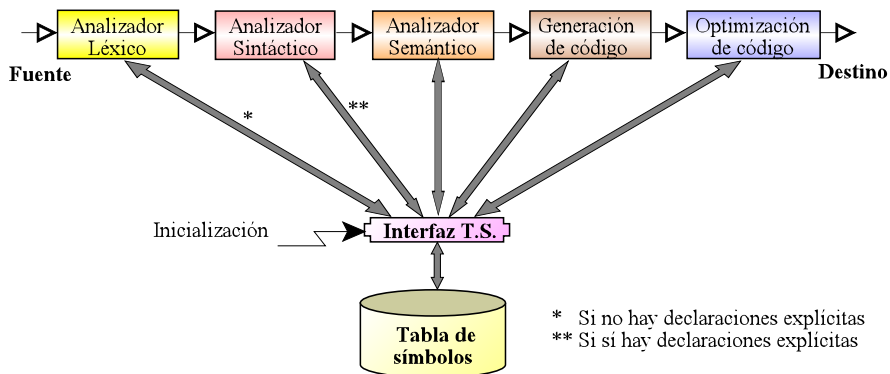 Analizador
Léxico
Analizador
Sintáctico
Analizador
Semántico
Generación
de código
Optimización
de código
Fuente
Destino
*
**
Inicialización
Interfaz T.S.
Tabla de
símbolos
* Si no hay declaraciones explícitas
** Si sí hay declaraciones explícitas